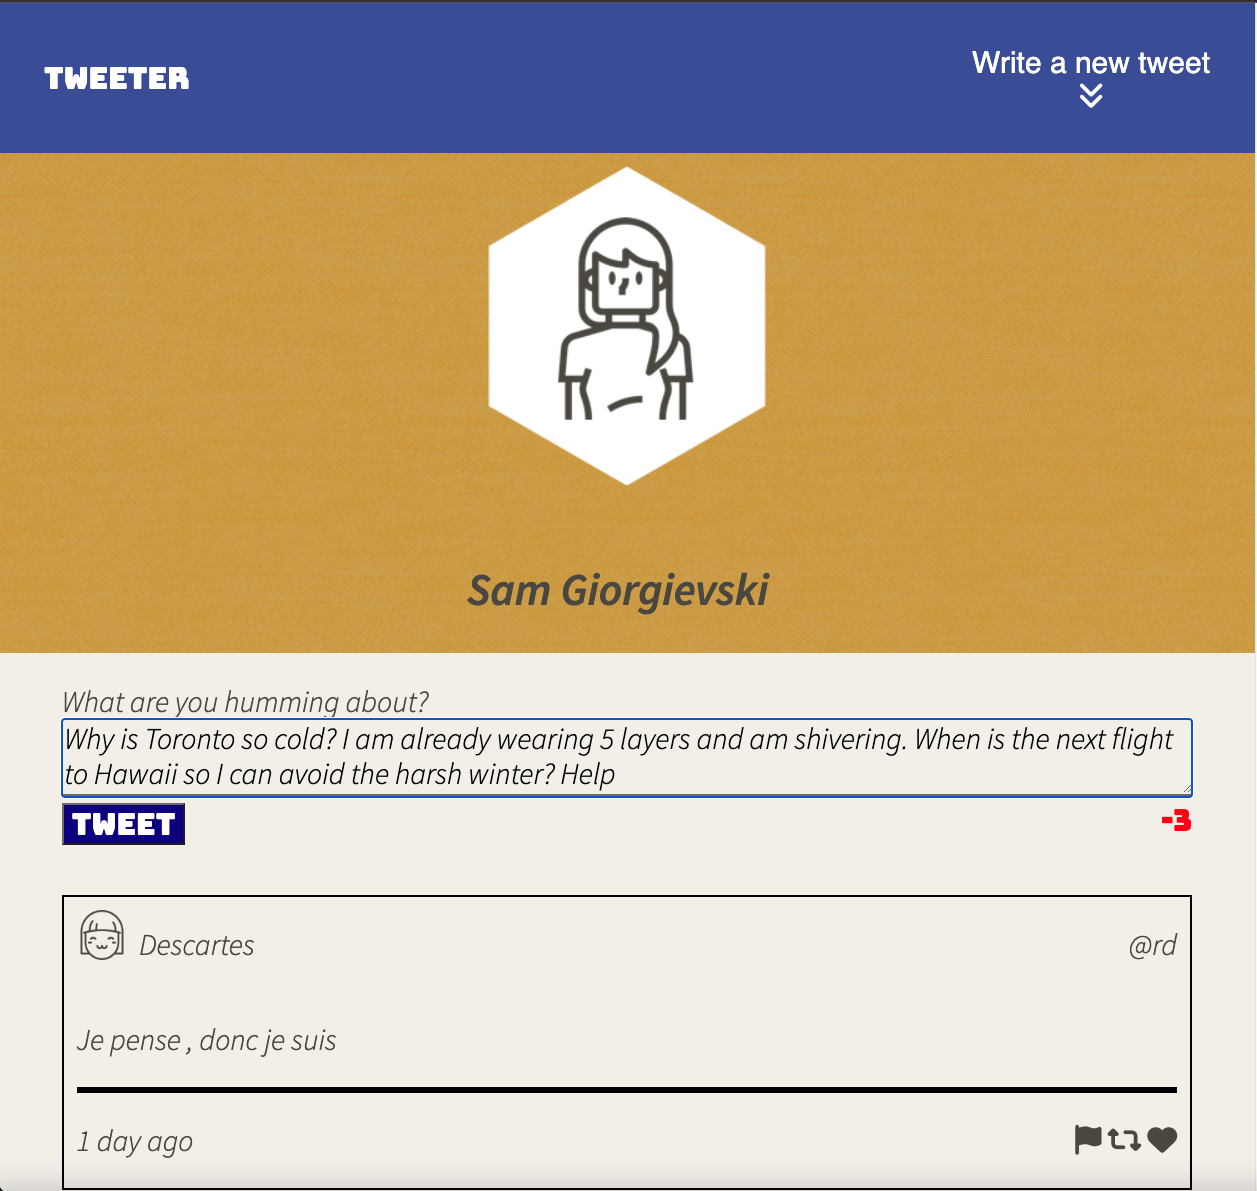 TWEETER
Write a new tweet
Sam Giorgievski
What are you humming about?
Why is Toronto so cold? I am already wearing 5 layers and am shivering. When is the next flight
to Hawaii so I can avoid the harsh winter? Help
TWEET
-3
Descartes
@rd
Je pense , donc je suis
1 day ago